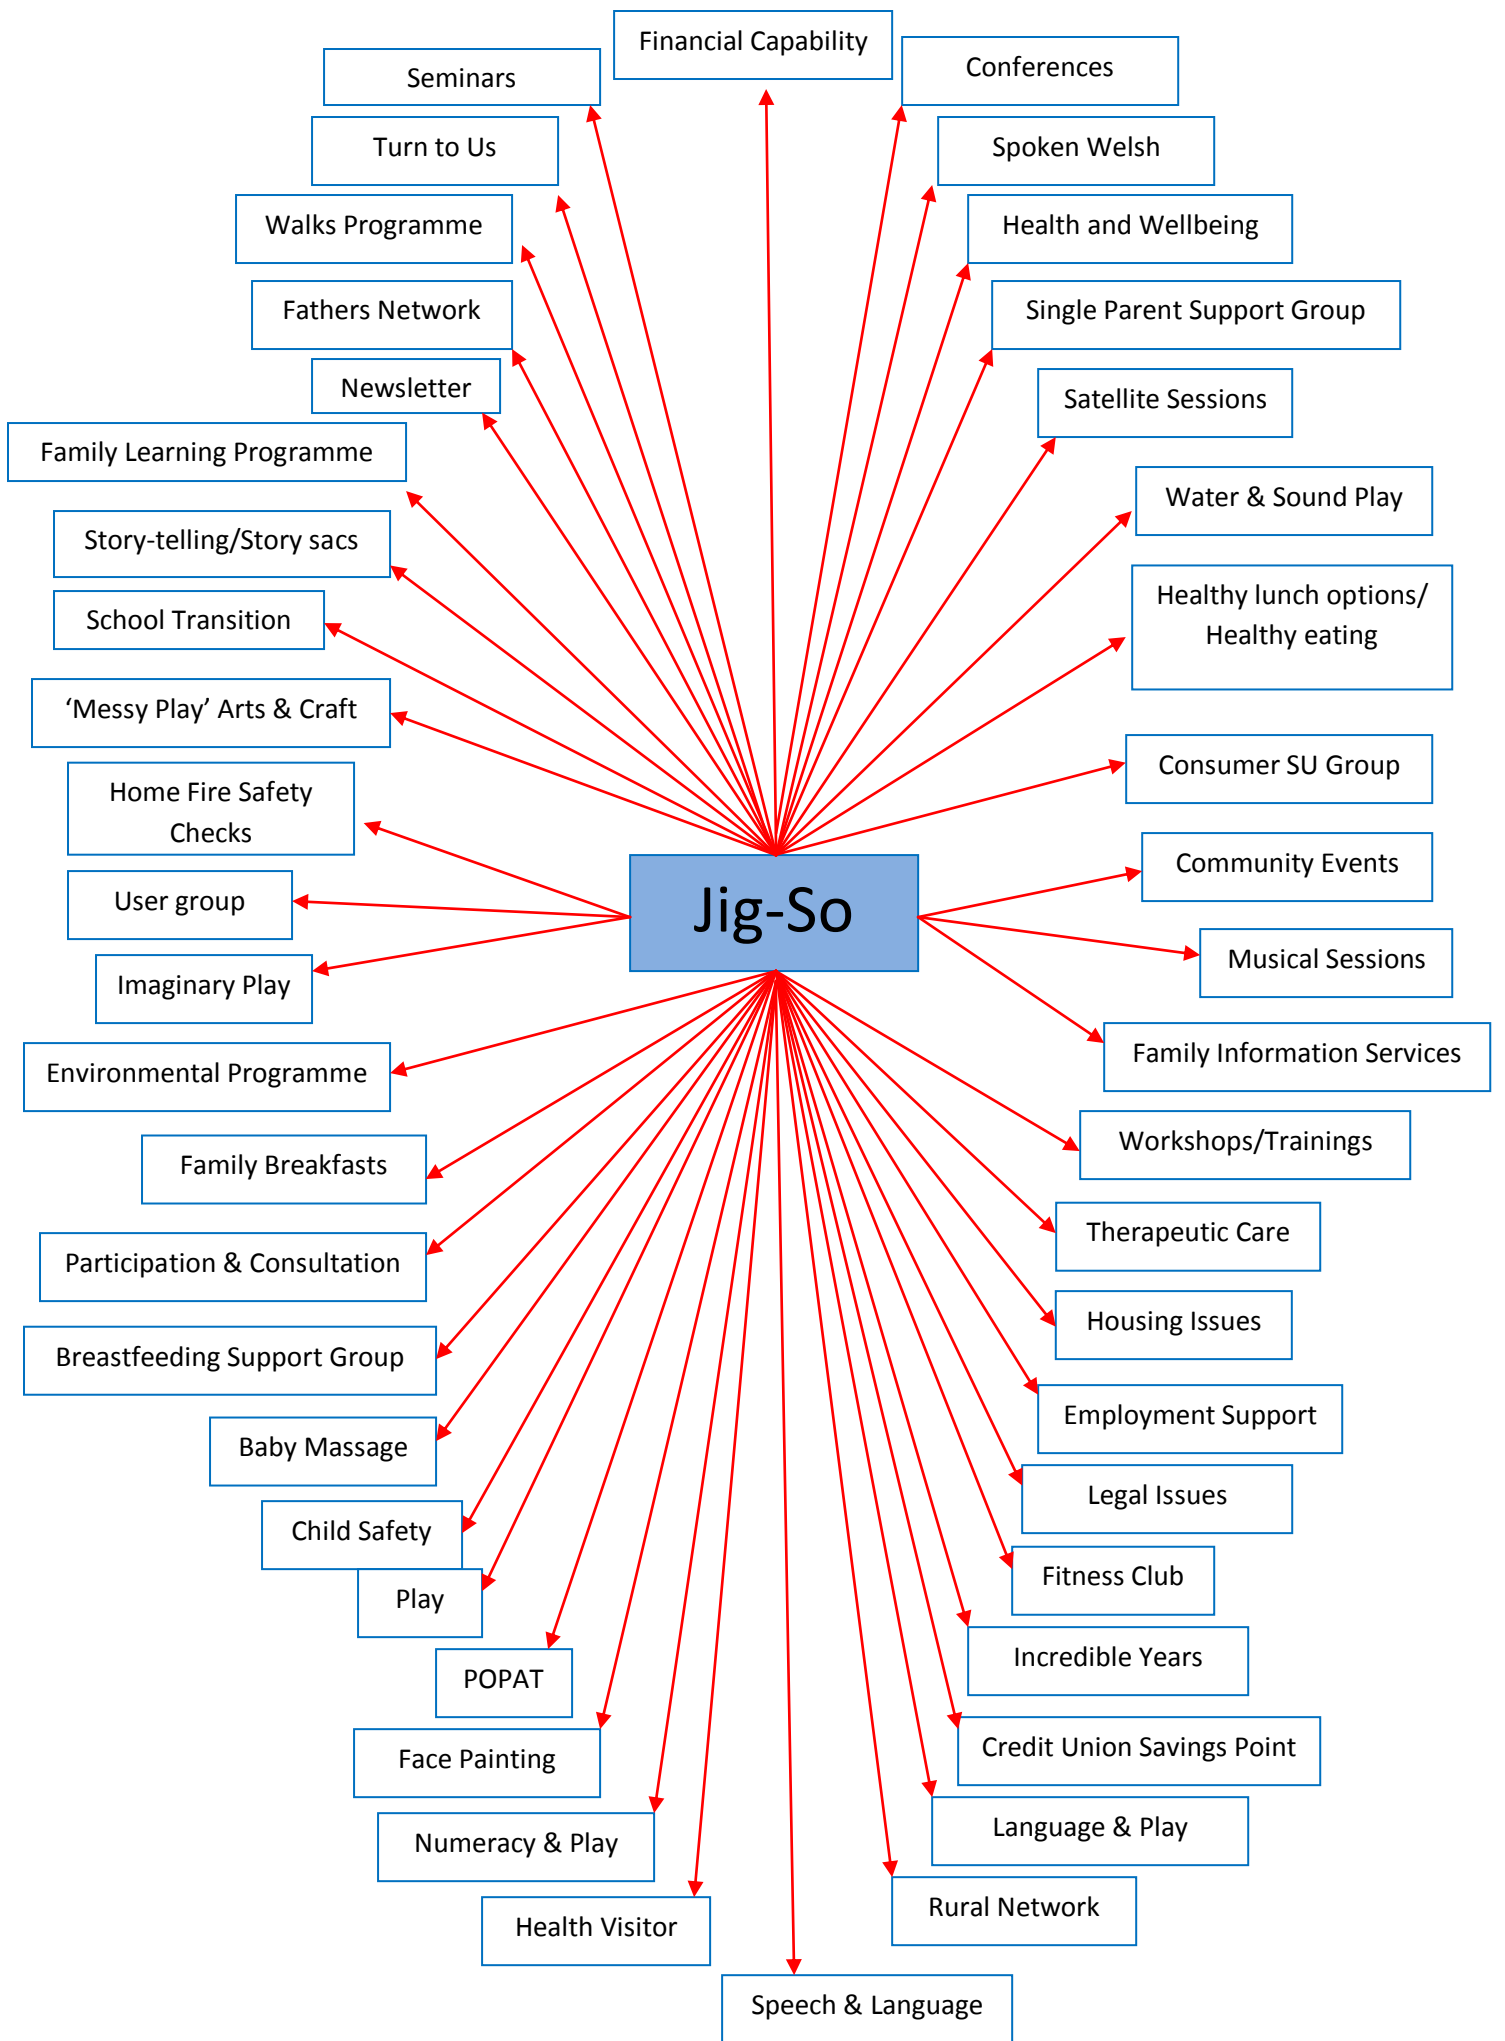 Financial Capability
Conferences
Seminars
Turn to Us
Spoken Welsh
Walks Programme
Health and Wellbeing
Fathers Network
Single Parent Support Group
Newsletter
Satellite Sessions
Family Learning Programme
Water & Sound Play
Story-telling/Story sacs
Healthy lunch options/
Healthy eating
School Transition
‘Messy Play’ Arts & Craft
Consumer SU Group
Home Fire Safety
Checks
Community Events
User group
Jig-So
Musical Sessions
Imaginary Play
Family Information Services
Environmental Programme
Workshops/Trainings
Family Breakfasts
Therapeutic Care
Participation & Consultation
Housing Issues
Breastfeeding Support Group
Employment Support
Baby Massage
Legal Issues
Child Safety
Fitness Club
Play
Incredible Years
POPAT
Credit Union Savings Point
Face Painting
Language & Play
Numeracy & Play
Rural Network
Health Visitor
Speech & Language